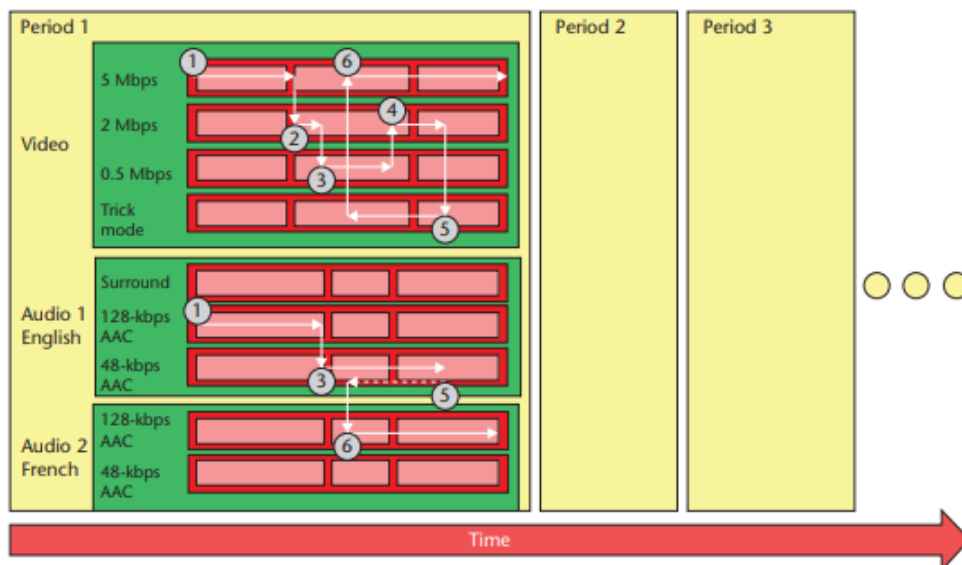 Period 1
Period 2
Period 3
Video
5 Mbps
1
6
2 Mbps
2
4
0.5 Mbps
3
Trick
mode
5
Audio 1
English
Surround
1
128-kbps
AAC
48-kbps
AAC
3
5
Audio 2
French
128-kbps
AAC
6
48-kbps
AAC
Time